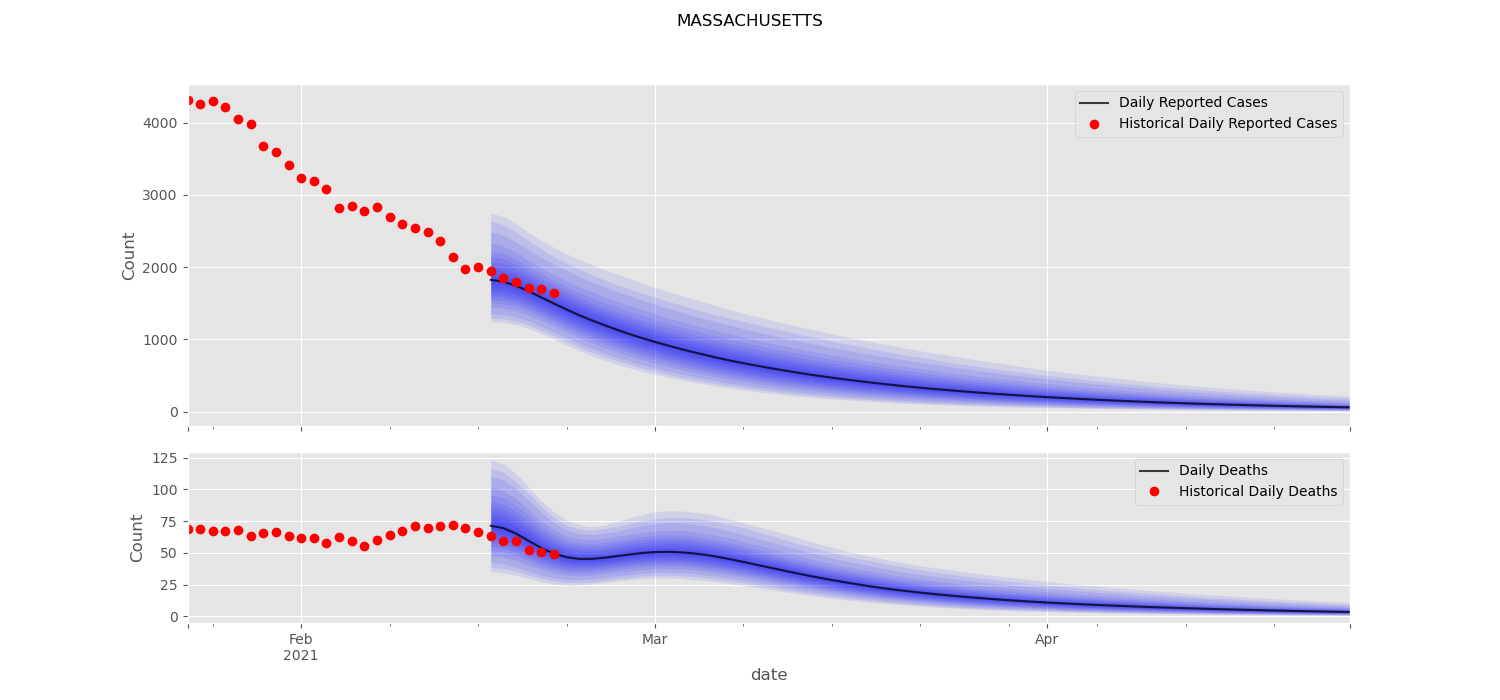 MASSACHUSETTS
Daily Reported Cases
Historical Daily Reported Cases
4000
3000
2000
1000
0
Count
Daily Deaths
Historical Daily Deaths
125
100
75
50
25
0
Count
Feb
2021
Mar
Apr
date